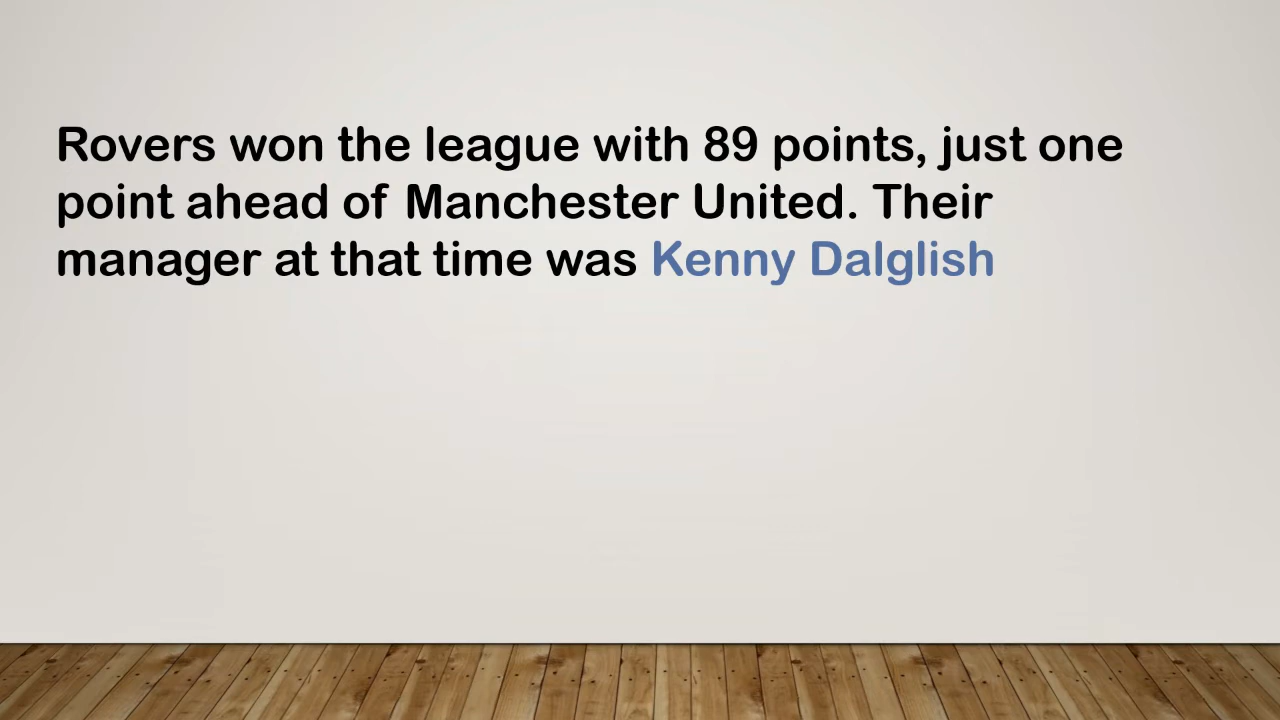 Rovers won the league with 89 points, just one
point ahead of Manchester United. Their
manager at that time was Kenny Dalglish